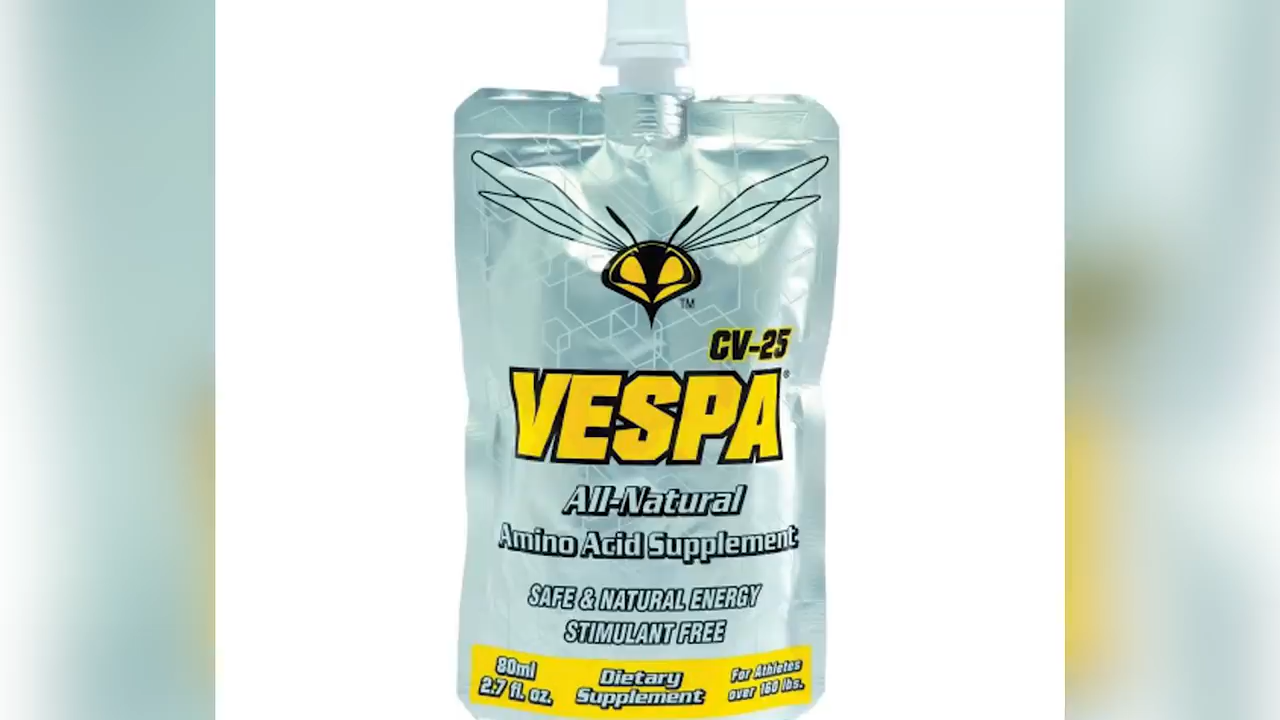 TM
CV-25
VESPA®
All-Natural
Amino Acid Supplement
SAFE & NATURAL ENERGY
STIMULANT FREE
80ml
2.7 fl. oz.
Dietary
Supplement
For Athletes
over 160 lbs.